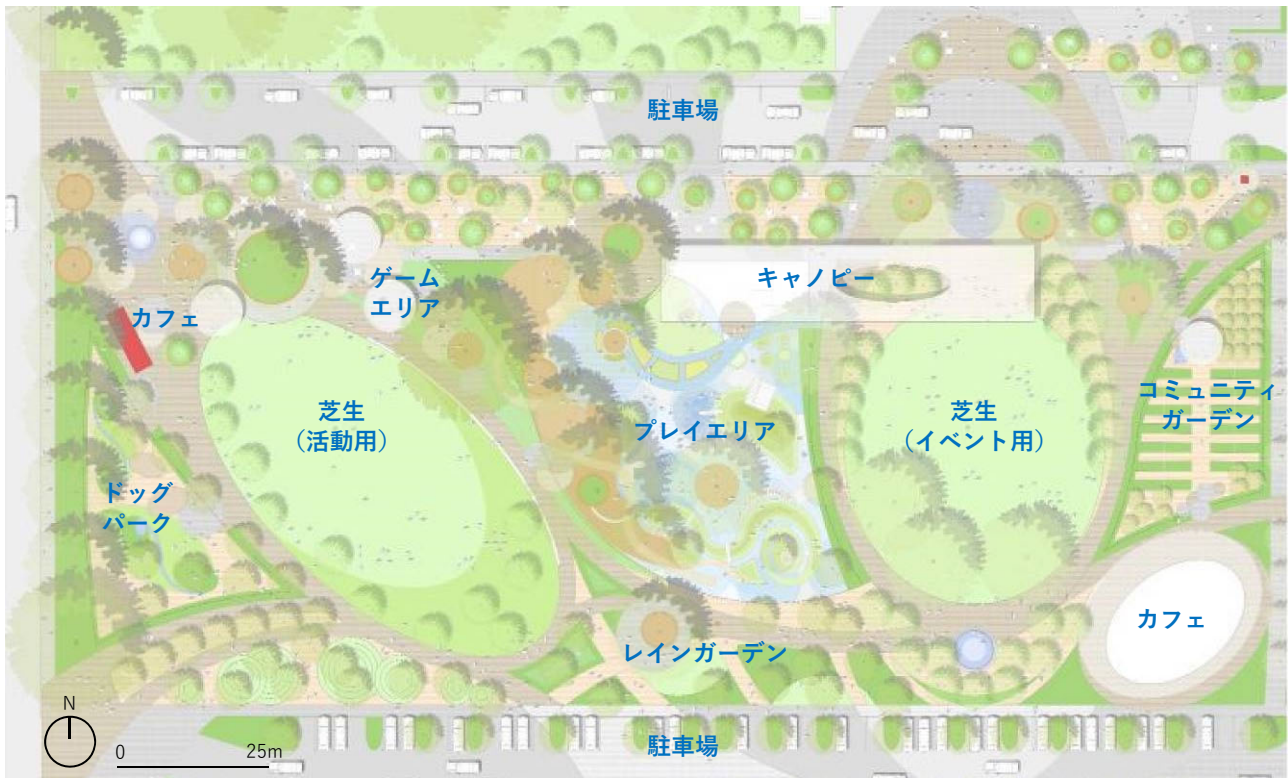 駐車場
ゲーム
エリア
キャノピー
カフェ
コミュニティ
ガーデン
芝生
（活動用）
プレイエリア
芝生
（イベント用）
ドッグ
パーク
カフェ
レインガーデン
N
0
25m
駐車場